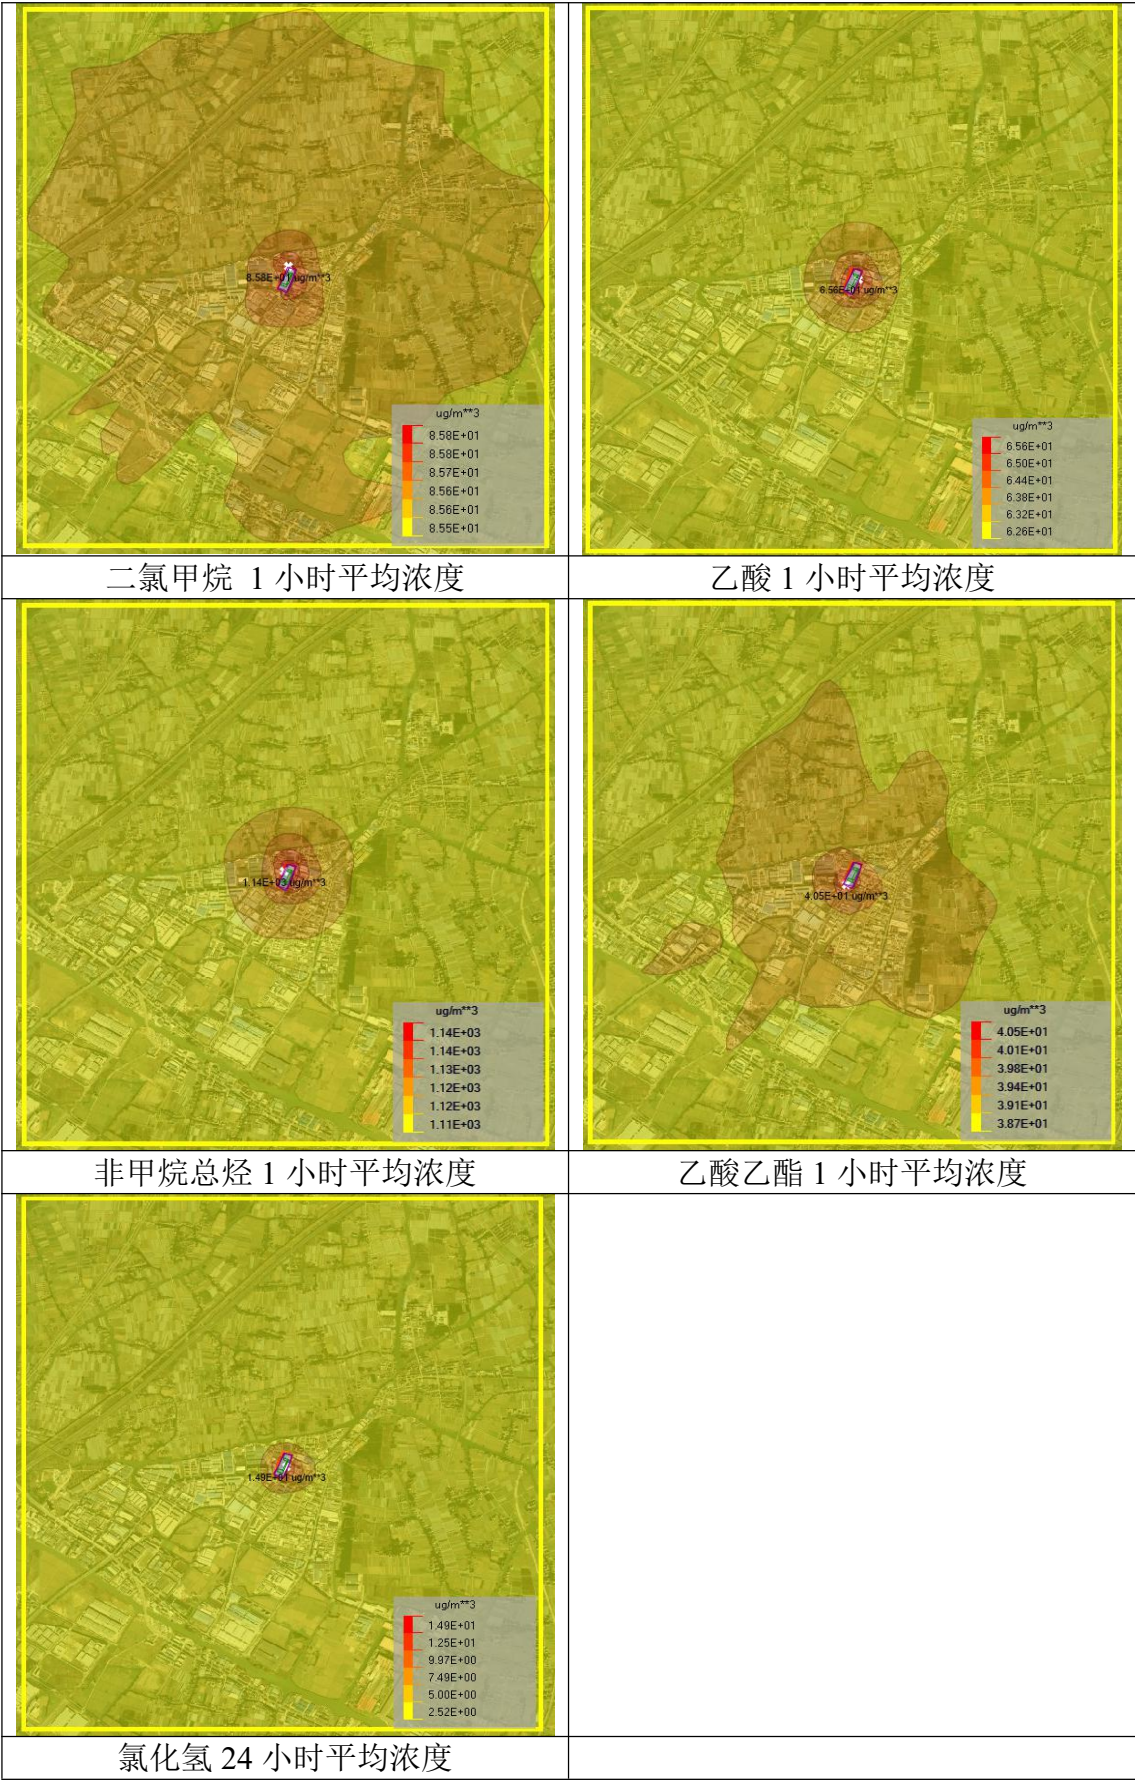 8.58E+01 ug/m**3
ug/m**3
8.58E+01
8.58E+01
8.57E+01
8.56E+01
8.56E+01
8.55E+01
6.56E+01 ug/m**3
ug/m**3
6.56E+01
6.50E+01
6.44E+01
6.38E+01
6.32E+01
6.26E+01
二氯甲烷 1 小时平均浓度
乙酸 1 小时平均浓度
1.14E+03 ug/m**3
ug/m**3
1.14E+03
1.14E+03
1.13E+03
1.12E+03
1.12E+03
1.11E+03
4.05E+01 ug/m**3
ug/m**3
4.05E+01
4.01E+01
3.98E+01
3.94E+01
3.91E+01
3.87E+01
非甲烷总烃 1 小时平均浓度
乙酸乙酯 1 小时平均浓度
1.49E+01 ug/m**3
ug/m**3
1.49E+01
1.25E+01
9.97E+00
7.49E+00
5.00E+00
2.52E+00
氯化氢 24 小时平均浓度